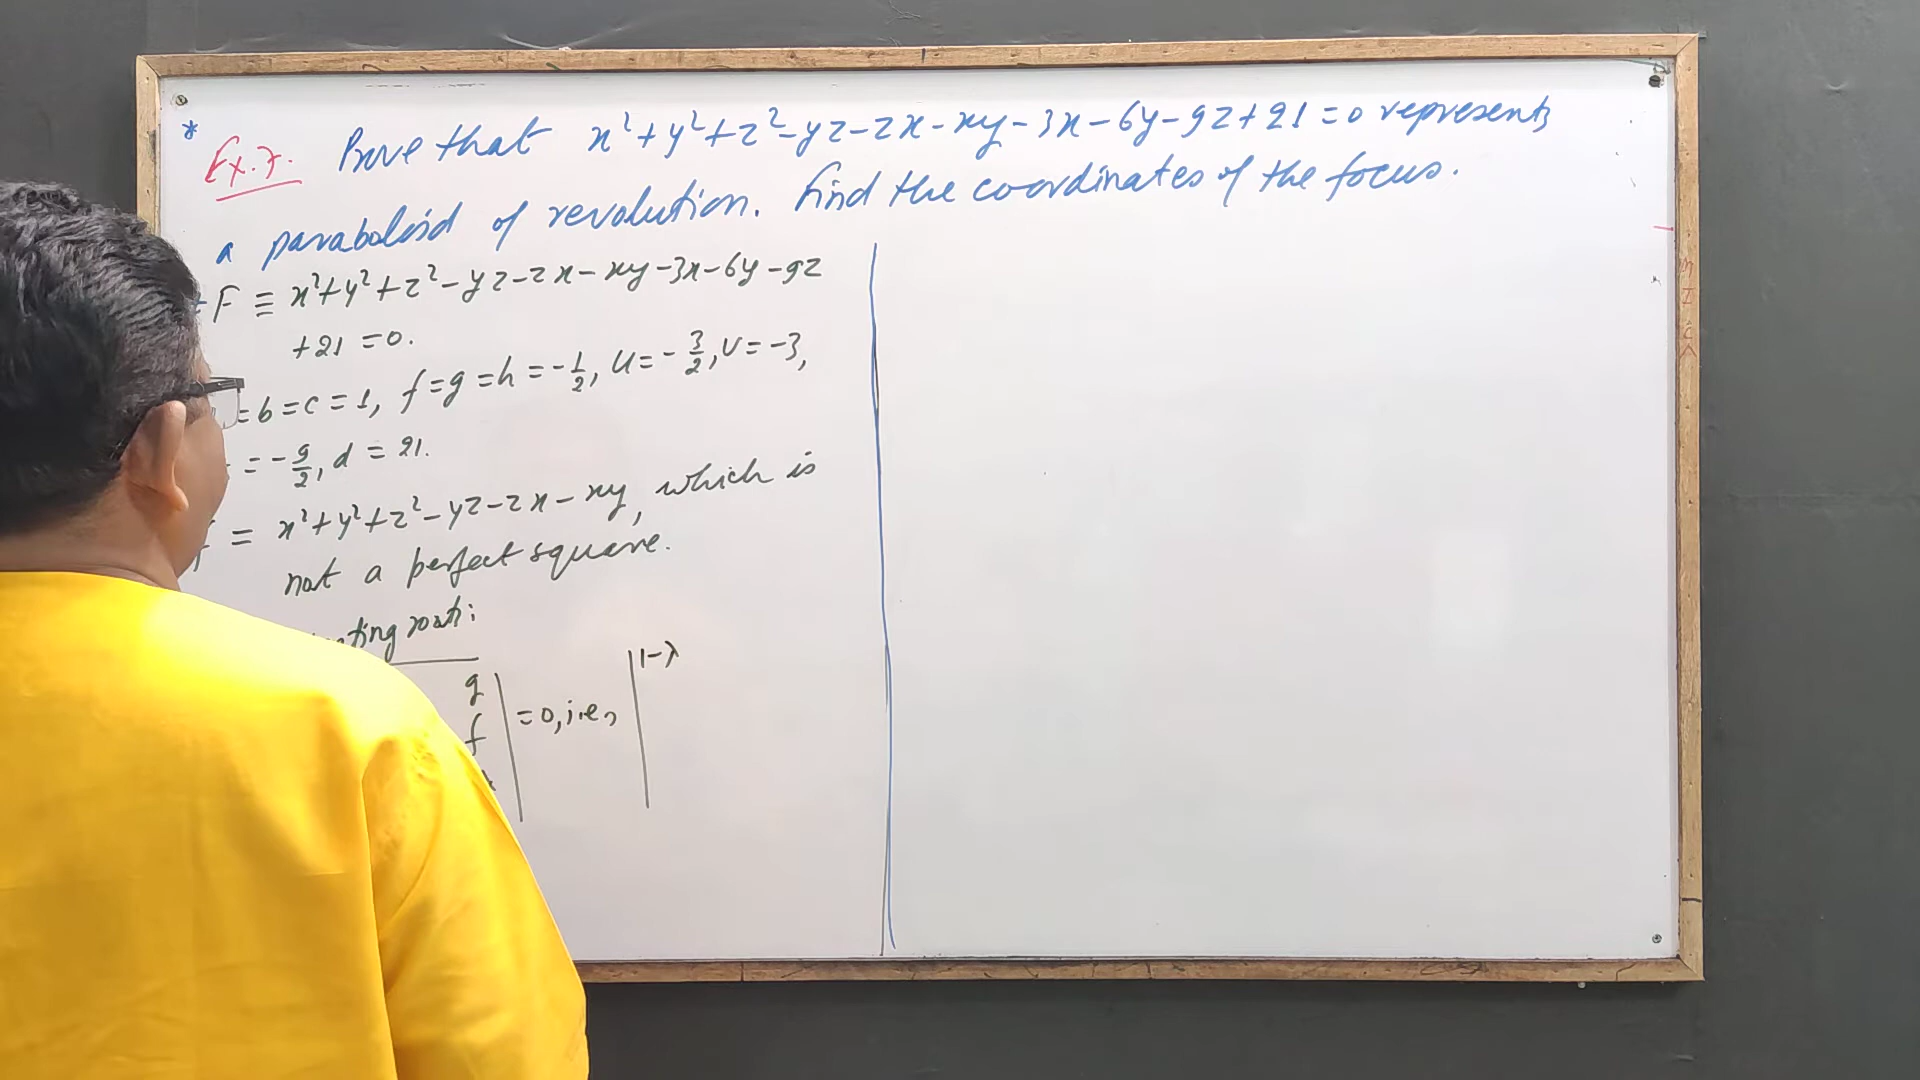 * Ex.7. Prove that x²+y²+z²-yz-zx-xy-3x-6y-9z+21=0 represents
a paraboloid of revolution. Find the coordinates of the focus.
F ≡ x²+y²+z²-yz-zx-xy-3x-6y-9z
+21 =0.
=b=c=1, f=g=h=-1/2, u=-3/2, v=-3,
=-9/2, d = 21.
≡ x²+y²+z²-yz-zx-xy, which is
not a perfect square.
roots:
g
f
=0, i.e., |1-λ